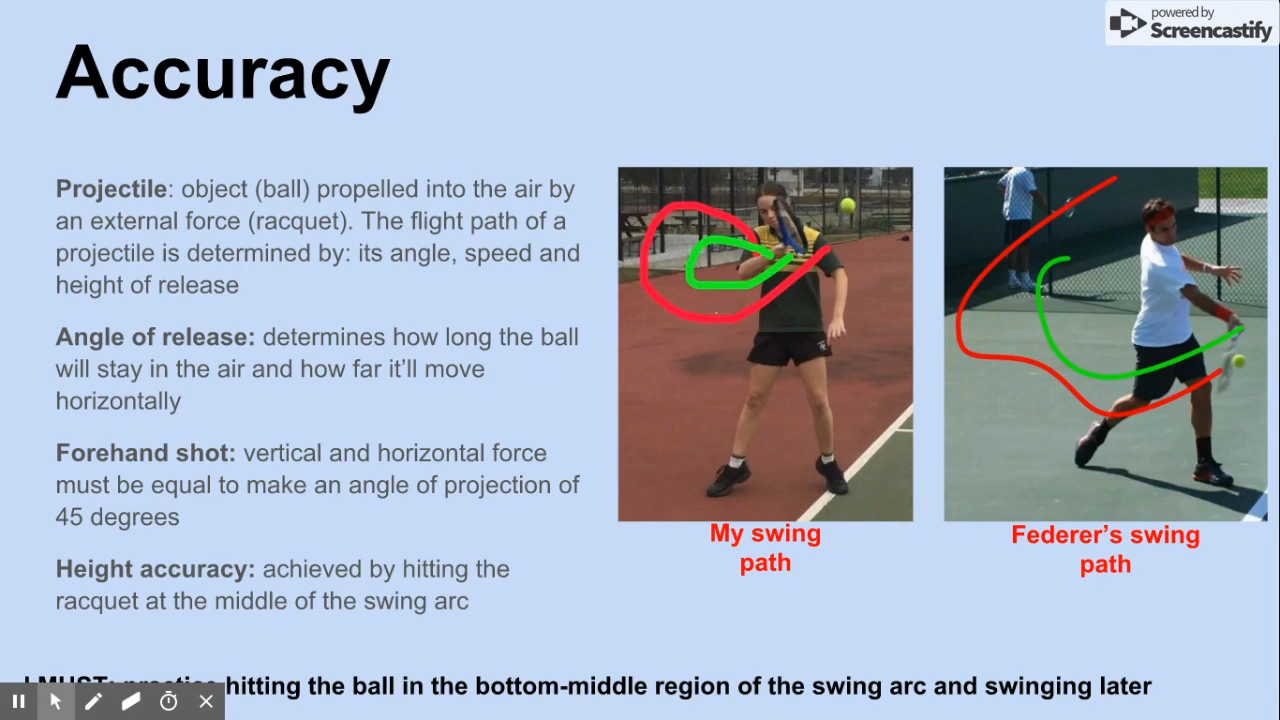 powered by
Screencastify
Accuracy
Projectile: object (ball) propelled into the air by
an external force (racquet). The flight path of a
projectile is determined by: its angle, speed and
height of release
Angle of release: determines how long the ball
will stay in the air and how far it'll move
horizontally
Forehand shot: vertical and horizontal force
must be equal to make an angle of projection of
45 degrees
Height accuracy: achieved by hitting the
racquet at the middle of the swing arc
My swing
path
Federer's swing
path
I MUST: practice hitting the ball in the bottom-middle region of the swing arc and swinging later